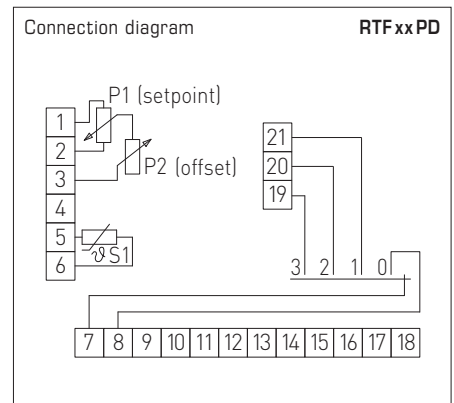 Connection diagram RTF xx PD
P1 (setpoint)
P2 (offset)
1
2
3
4
5
6
ϑ S1
21
20
19
3 2 1 0
7 8 9 10 11 12 13 14 15 16 17 18